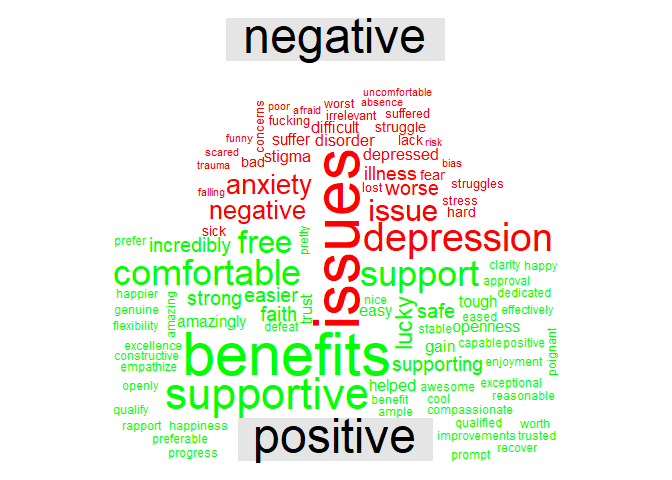 negative
uncomfortable
absence
poor afraid worst
irrelevant suffered
concerns
fucking difficult struggle
funny suffer disorder lack risk
scared stigma depressed
trauma bad bias
illness fear
issues
falling anxiety lost worse struggles
negative issue stress
hard
sick pretty depression
prefer incredibly free
comfortable support clarity happy
approval
happier strong easier trust nice tough dedicated
genuine amazing faith easy lucky safe eased effectively
flexibility amazingly defeat stable openness
excellence gain capable positive poignant
constructive benefits supporting enjoyment
empathize
openly supportive helped awesome exceptional
benefit cool reasonable
qualify ample compassionate
rapport happiness positive qualified worth
preferable improvements trusted
progress prompt recover